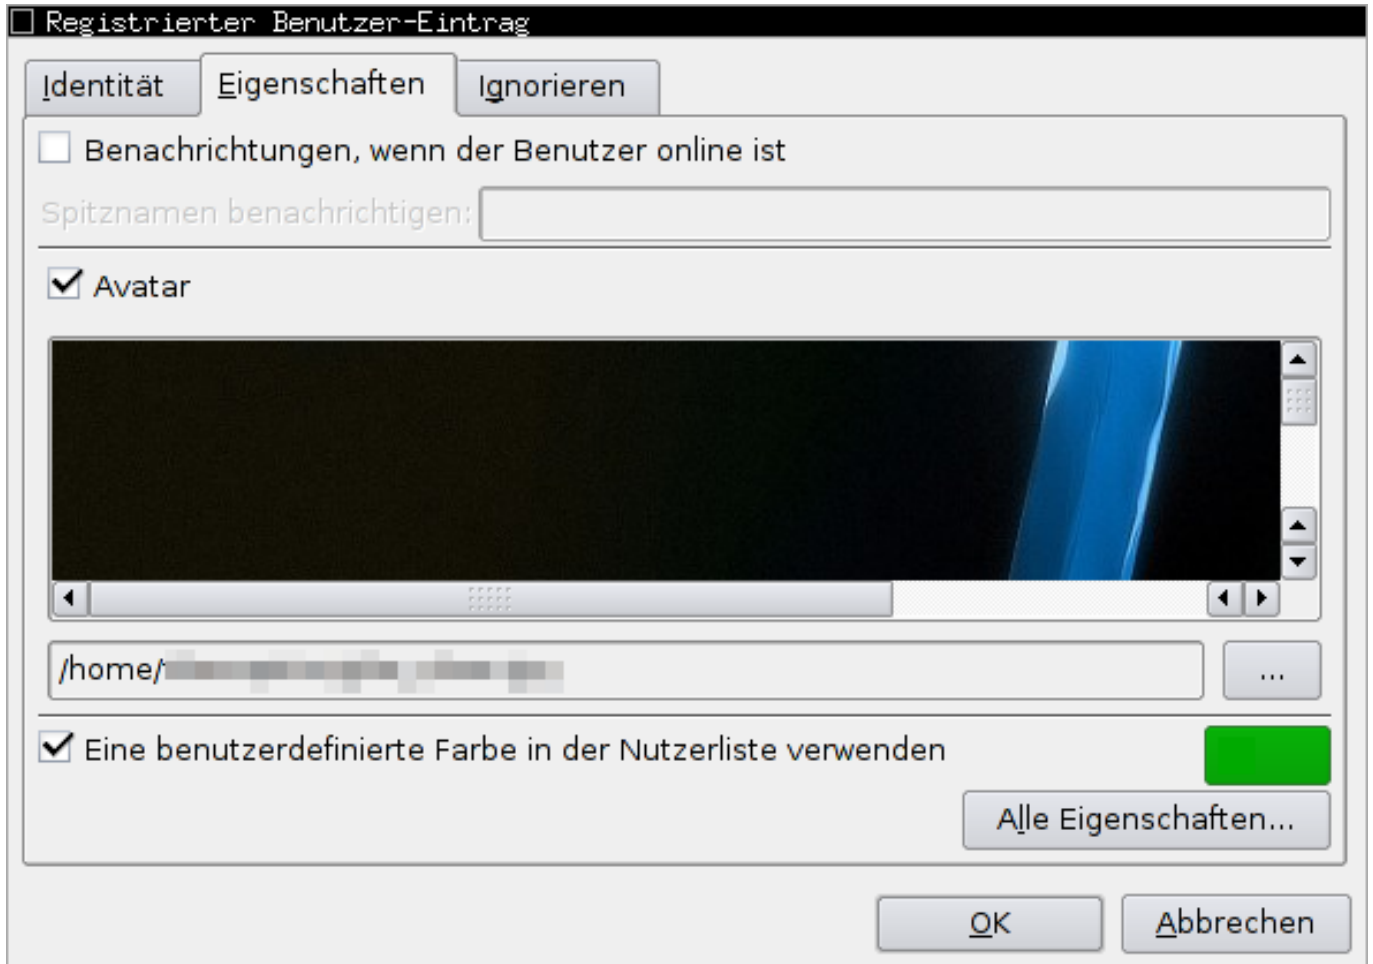 Registrierter Benutzer-Eintrag
Identität Eigenschaften Ignorieren
Benachrichtungen, wenn der Benutzer online ist
Spitznamen benachrichtigen:
Avatar
/home/
...
Eine benutzerdefinierte Farbe in der Nutzerliste verwenden
Alle Eigenschaften...
OK Abbrechen